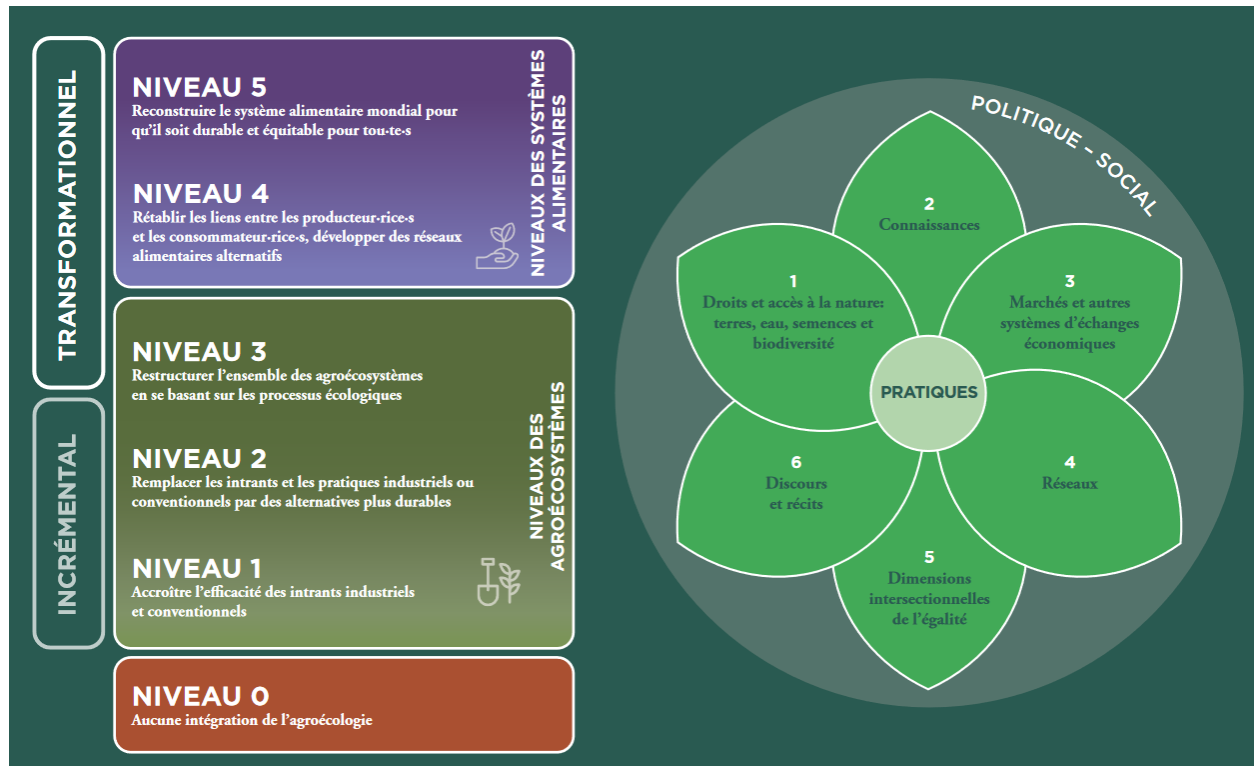 TRANSFORMATIONNEL
INCRÉMENTAL
NIVEAU 5
Reconstruire le système alimentaire mondial pour
qu'il soit durable et équitable pour tou·te·s
NIVEAU 4
Rétablir les liens entre les producteur·rice·s
et les consommateur·rice·s, développer des réseaux
alimentaires alternatifs
NIVEAUX DES SYSTÈMES
ALIMENTAIRES
NIVEAU 3
Restructurer l'ensemble des agroécosystèmes
en se basant sur les processus écologiques
NIVEAU 2
Remplacer les intrants et les pratiques industriels ou
conventionnels par des alternatives plus durables
NIVEAU 1
Accroître l'efficacité des intrants industriels
et conventionnels
NIVEAUX DES
AGROÉCOSYSTÈMES
NIVEAU 0
Aucune intégration de l'agroécologie
POLITIQUE – SOCIAL
1
Droits et accès à la nature:
terres, eau, semences et
biodiversité
2
Connaissances
3
Marchés et autres
systèmes d'échanges
économiques
PRATIQUES
4
Réseaux
5
Dimensions
intersectionnelles
de l'égalité
6
Discours
et récits